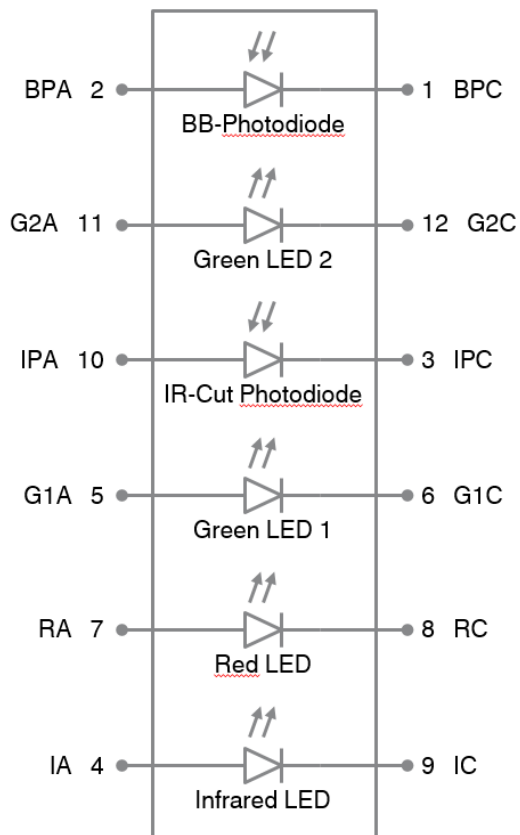 BPA 2 1 BPC
BB-Photodiode
G2A 11 12 G2C
Green LED 2
IPA 10 3 IPC
IR-Cut Photodiode
G1A 5 6 G1C
Green LED 1
RA 7 8 RC
Red LED
IA 4 9 IC
Infrared LED